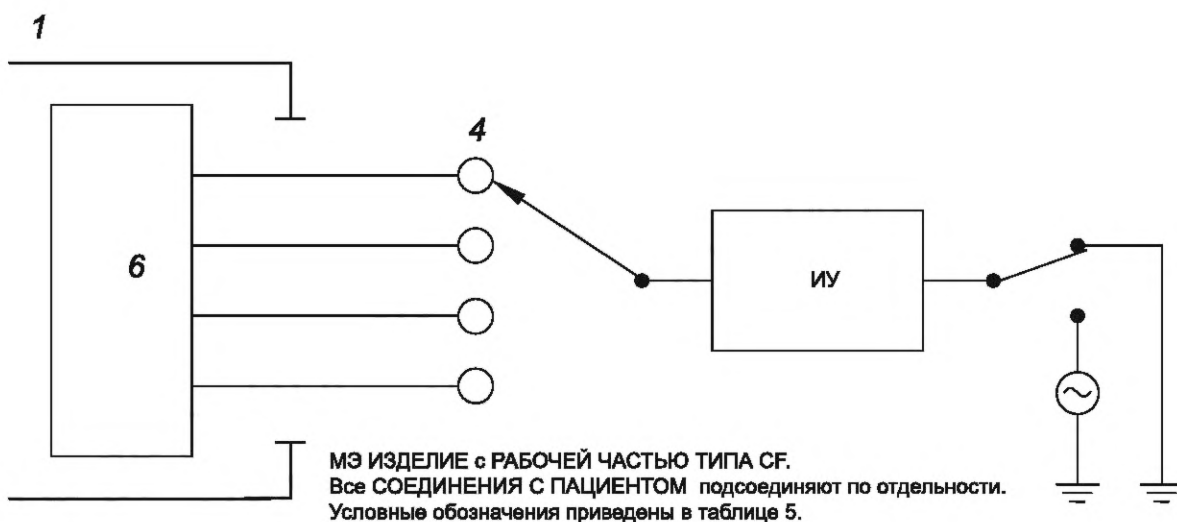 1
4
6
ИУ
МЭ ИЗДЕЛИЕ с РАБОЧЕЙ ЧАСТЬЮ ТИПА CF.
Все СОЕДИНЕНИЯ С ПАЦИЕНТОМ подсоединяют по отдельности.
Условные обозначения приведены в таблице 5.